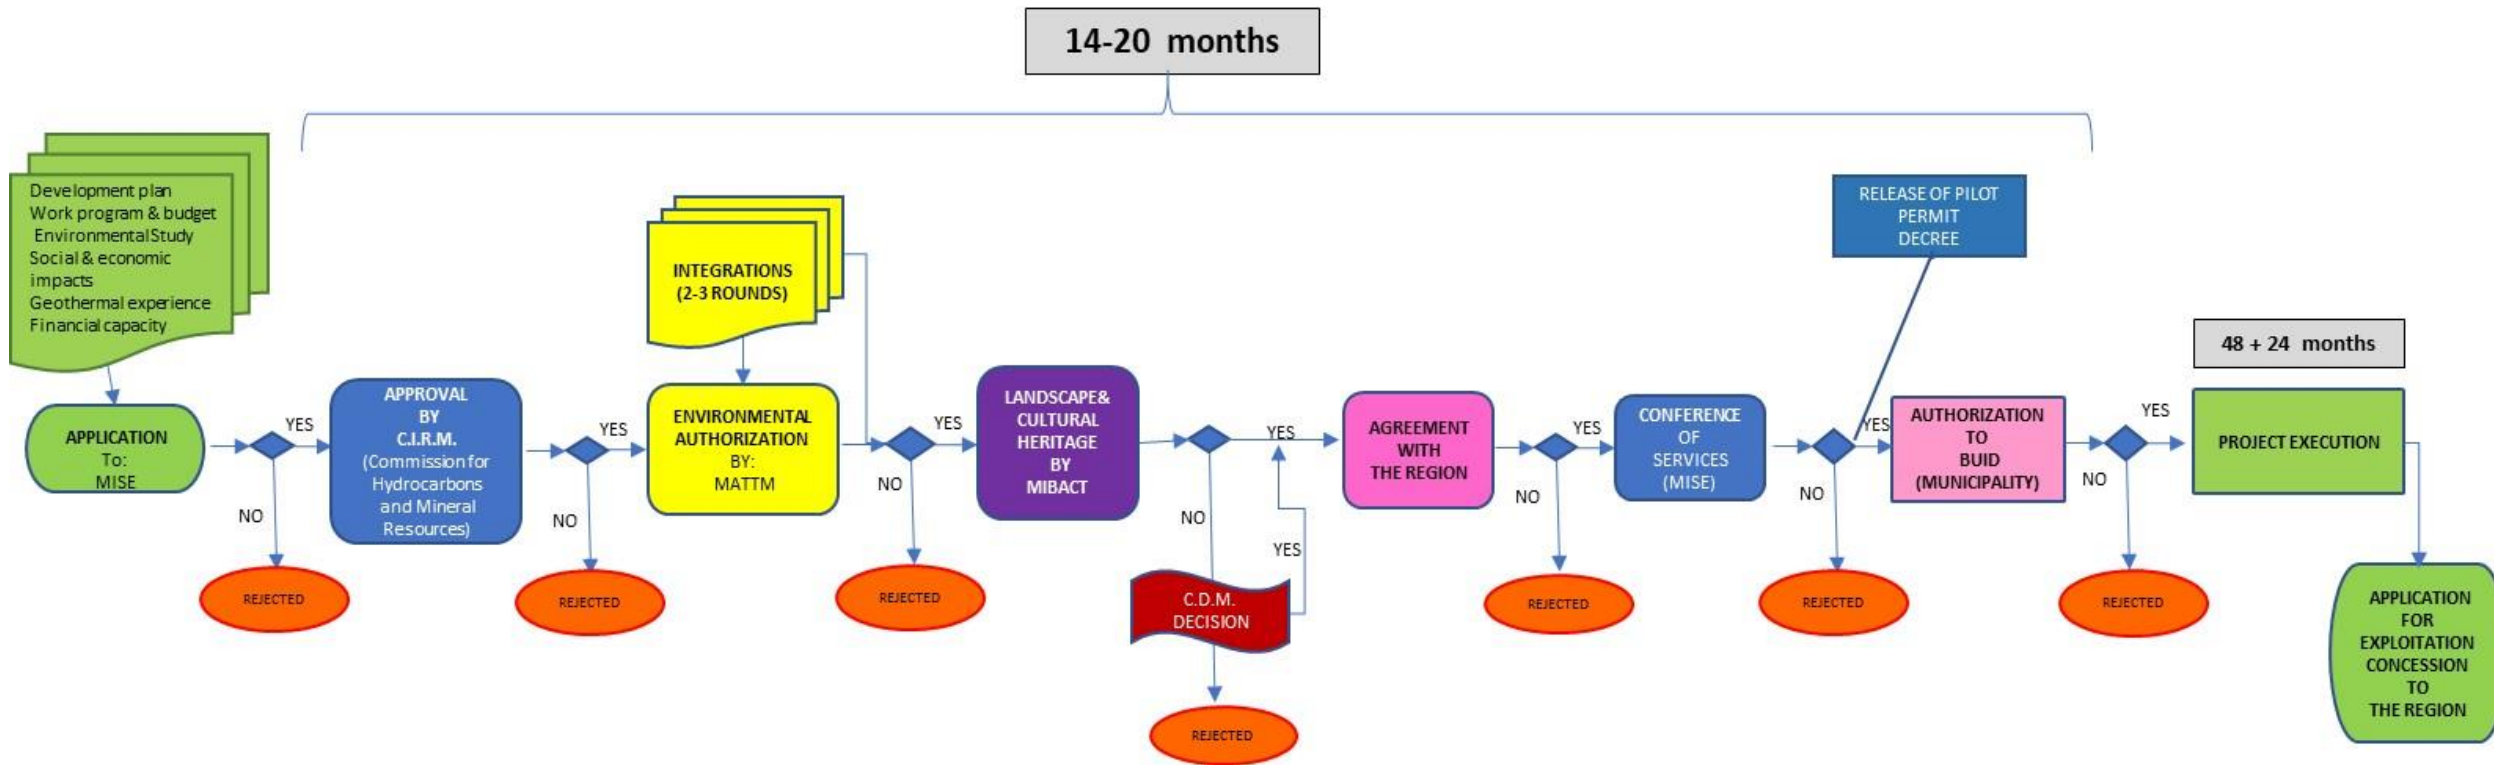 14-20 months
Development plan
Work program & budget
Environmental Study
Social & economic
impacts
Geothermal experience
Financial capacity
APPLICATION
To:
MISE
YES
NO
REJECTED
APPROVAL
BY
C.I.R.M.
(Commission for
Hydrocarbons
and Mineral
Resources)
YES
NO
REJECTED
INTEGRATIONS
(2-3 ROUNDS)
ENVIRONMENTAL
AUTHORIZATION
BY:
MATTM
YES
NO
REJECTED
LANDSCAPE&
CULTURAL
HERITAGE
BY
MIBACT
YES
NO
YES
C.D.M.
DECISION
REJECTED
AGREEMENT
WITH
THE REGION
YES
NO
REJECTED
CONFERENCE
OF
SERVICES
(MISE)
RELEASE OF PILOT
PERMIT
DECREE
YES
NO
REJECTED
AUTHORIZATION
TO
BUID
(MUNICIPALITY)
YES
NO
REJECTED
48 + 24 months
PROJECT EXECUTION
APPLICATION
FOR
EXPLOITATION
CONCESSION
TO
THE REGION